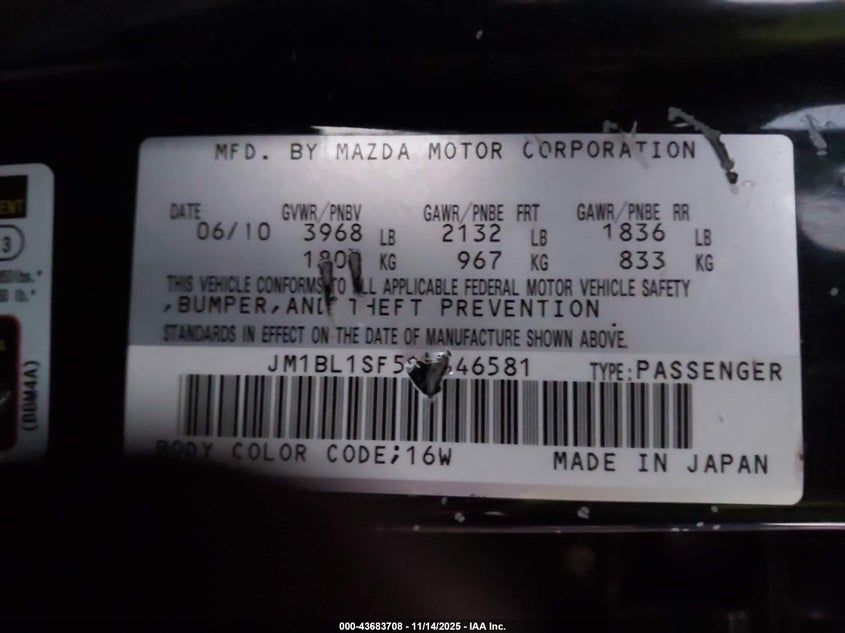 MFD. BY MAZDA MOTOR CORPORATION
DATE GVWR/PNBV GAWR/PNBE FRT GAWR/PNBE RR
06/10 3968 LB 2132 LB 1836 LB
KG 967 KG 833 KG
THIS VEHICLE CONFORMS TO ALL APPLICABLE FEDERAL MOTOR VEHICLE SAFETY
,BUMPER,AND THEFT PREVENTION
STANDARDS IN EFFECT ON THE DATE OF MANUFACTURE SHOWN ABOVE.
TYPE:PASSENGER
BODY COLOR CODE;16W MADE IN JAPAN
(BBM4A)
000-43683708 - 11/14/2025 - IAA Inc.